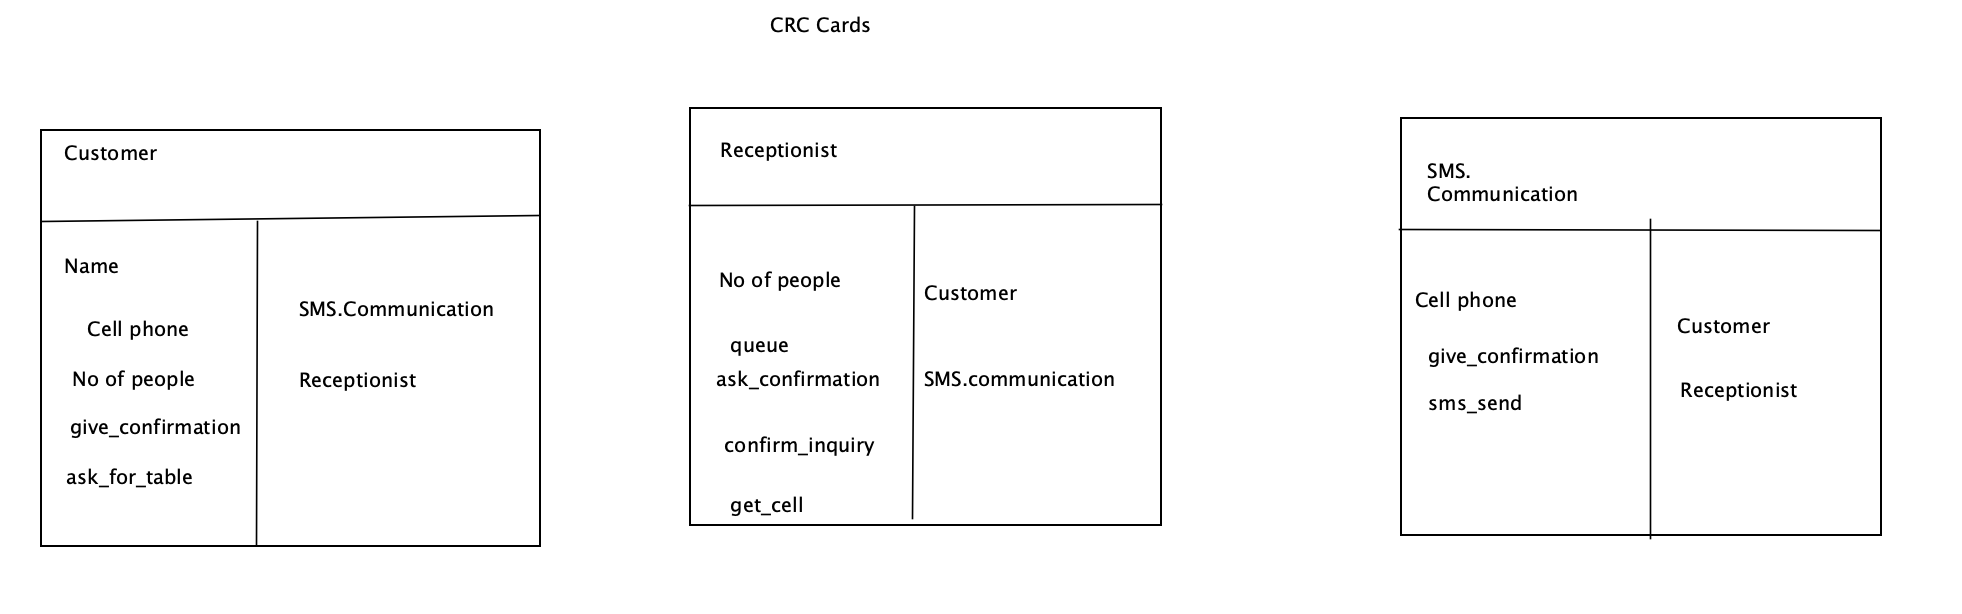 CRC Cards
Customer
Name
Cell phone
No of people
give_confirmation
ask_for_table
SMS.Communication
Receptionist
Receptionist
No of people
queue
ask_confirmation
confirm_inquiry
get_cell
Customer
SMS.communication
SMS.
Communication
Cell phone
give_confirmation
sms_send
Customer
Receptionist